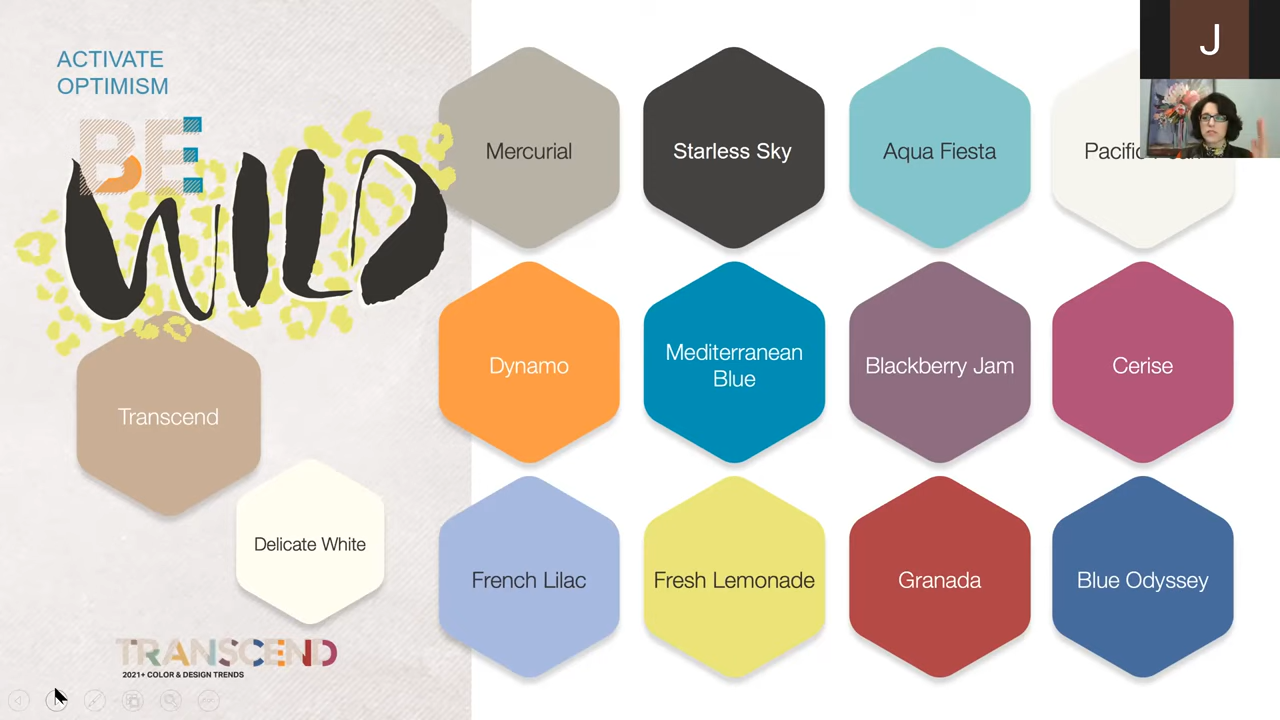 ACTIVATE
OPTIMISM
BE
WILD
Transcend
Delicate White
TRANSCEND
2021+ COLOR & DESIGN TRENDS
Mercurial
Starless Sky
Aqua Fiesta
Pacific
Dynamo
Mediterranean
Blue
Blackberry Jam
Cerise
French Lilac
Fresh Lemonade
Granada
Blue Odyssey
J